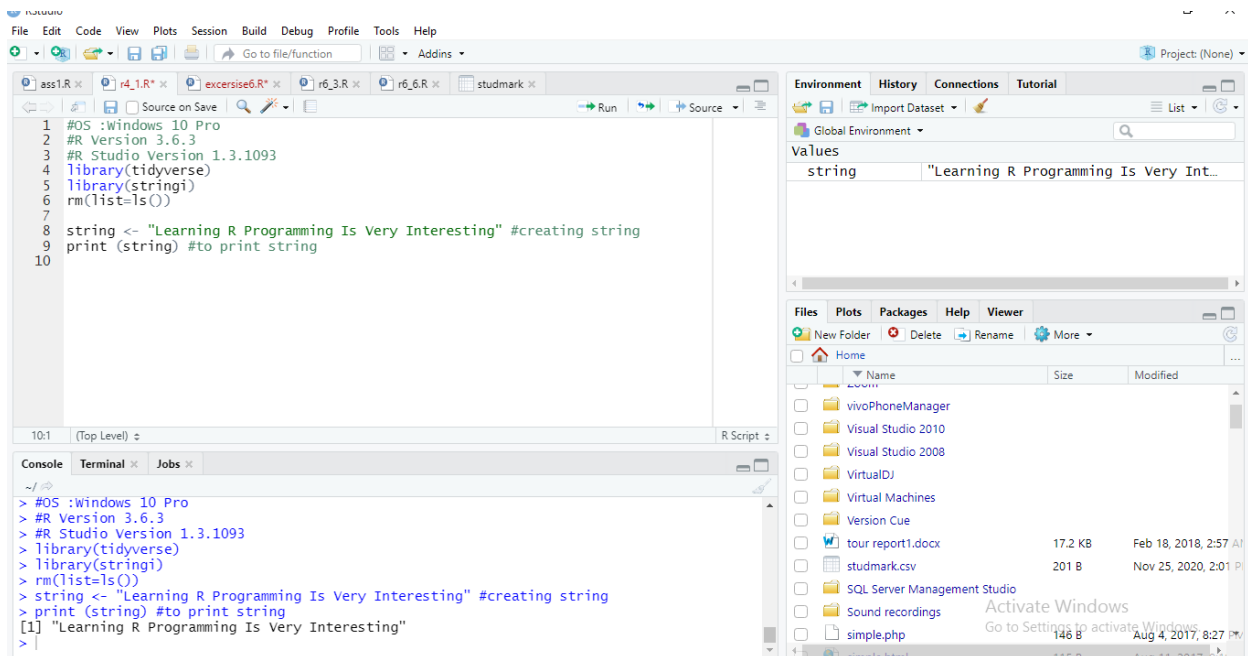 RStudio
File Edit Code View Plots Session Build Debug Profile Tools Help
Go to file/function Addins Project: (None)
ass1.R r4_1.R* excersise6.R* r6_3.R r6_6.R studmark
Source on Save Run Source
1 #OS :Windows 10 Pro
2 #R Version 3.6.3
3 #R Studio Version 1.3.1093
4 library(tidyverse)
5 library(stringi)
6 rm(list=ls())
7
8 string <- "Learning R Programming Is Very Interesting" #creating string
9 print (string) #to print string
10
10:1 (Top Level) R Script
Console Terminal Jobs
~/
> #OS :Windows 10 Pro
> #R Version 3.6.3
> #R Studio Version 1.3.1093
> library(tidyverse)
> library(stringi)
> rm(list=ls())
> string <- "Learning R Programming Is Very Interesting" #creating string
> print (string) #to print string
[1] "Learning R Programming Is Very Interesting"
>
Environment History Connections Tutorial
Import Dataset List
Global Environment
Values
string "Learning R Programming Is Very Int…
Files Plots Packages Help Viewer
New Folder Delete Rename More
Home ...
Name Size Modified
Zoom
vivoPhoneManager
Visual Studio 2010
Visual Studio 2008
VirtualDJ
Virtual Machines
Version Cue
tour report1.docx 17.2 KB Feb 18, 2018, 2:57 AM
studmark.csv 201 B Nov 25, 2020, 2:01 P
SQL Server Management Studio
Sound recordings
simple.php 146 B Aug 4, 2017, 8:27 PM
Activate Windows
Go to Settings to activate Windows.